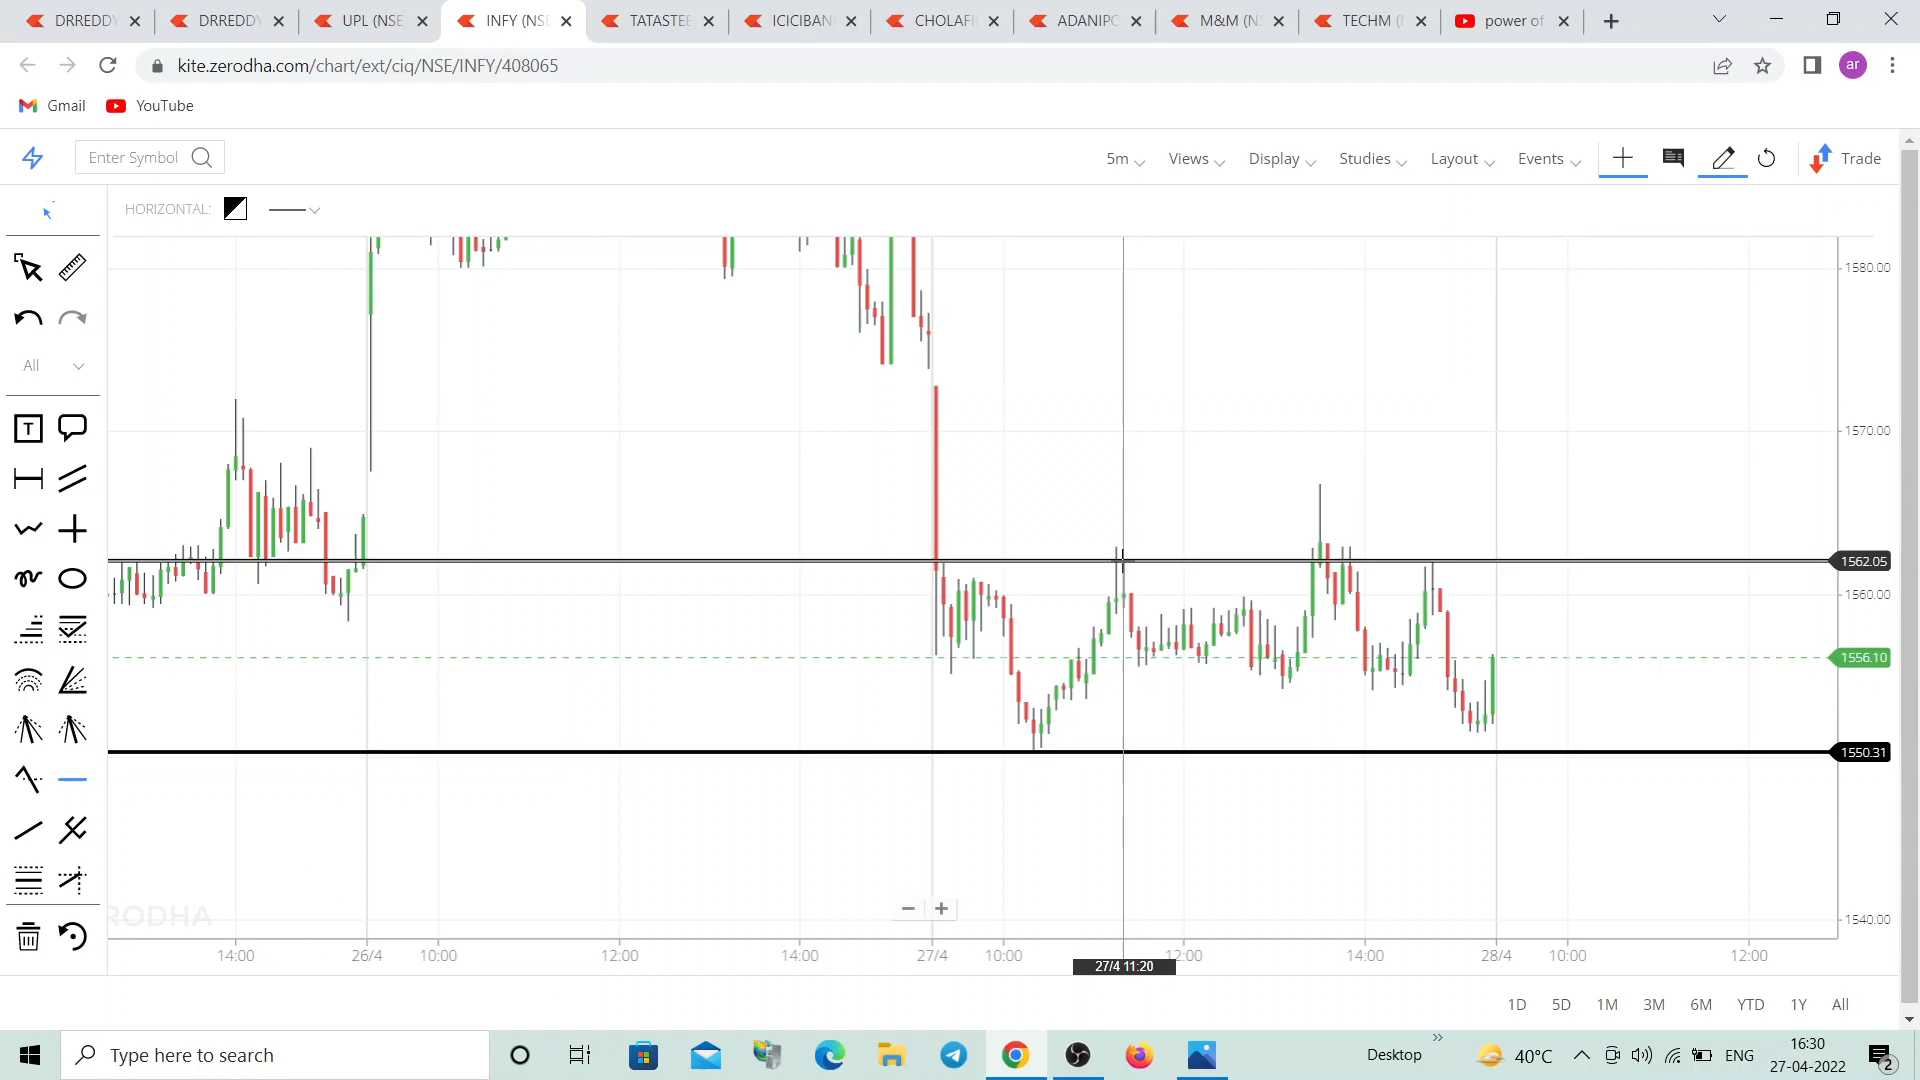 DRREDDY
DRREDDY
UPL (NSE
INFY (NSE
TATASTEE
ICICIBAN
CHOLAFI
ADANIPO
M&M (NS
TECHM (
power of
kite.zerodha.com/chart/ext/ciq/NSE/INFY/408065
ar
Gmail
YouTube
Enter Symbol
5m
Views
Display
Studies
Layout
Events
Trade
HORIZONTAL:
All
T
1580.00
1570.00
1562.05
1560.00
1556.10
1550.31
1540.00
RODHA
14:00
26/4
10:00
12:00
14:00
27/4
10:00
12:00
14:00
28/4
10:00
12:00
27/4 11:20
1D
5D
1M
3M
6M
YTD
1Y
All
Type here to search
Desktop
40°C
ENG
16:30
27-04-2022
2